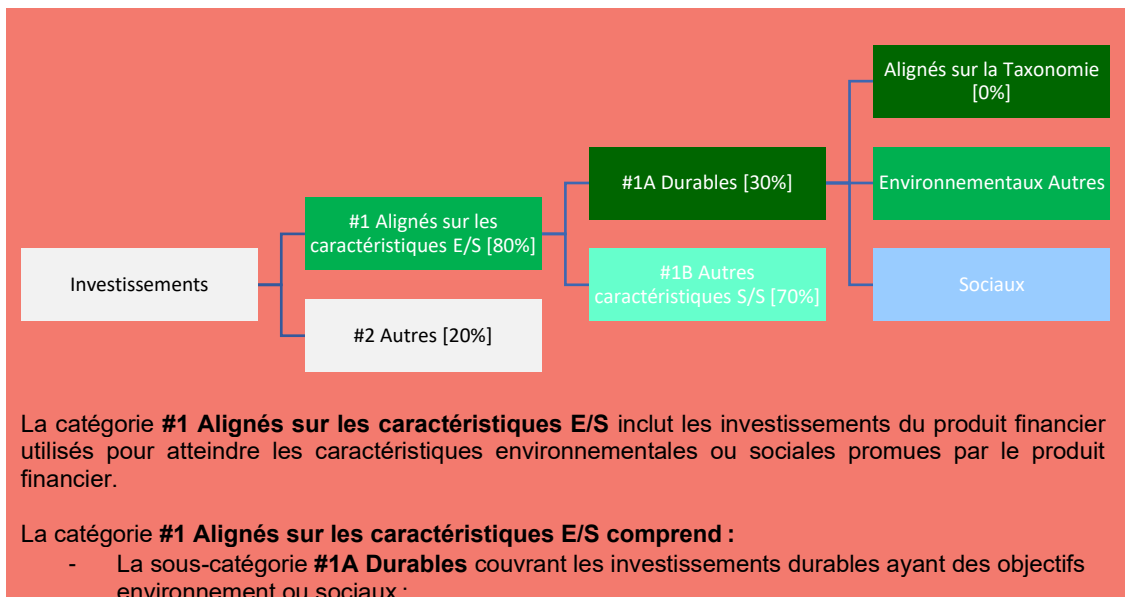 Investissements
#1 Alignés sur les
caractéristiques E/S [80%]
#2 Autres [20%]
#1A Durables [30%]
#1B Autres
caractéristiques S/S [70%]
Alignés sur la Taxonomie
[0%]
Environnementaux Autres
Sociaux
La catégorie #1 Alignés sur les caractéristiques E/S inclut les investissements du produit financier
utilisés pour atteindre les caractéristiques environnementales ou sociales promues par le produit
financier.
La catégorie #1 Alignés sur les caractéristiques E/S comprend :
- La sous-catégorie #1A Durables couvrant les investissements durables ayant des objectifs
environnement ou sociaux ;